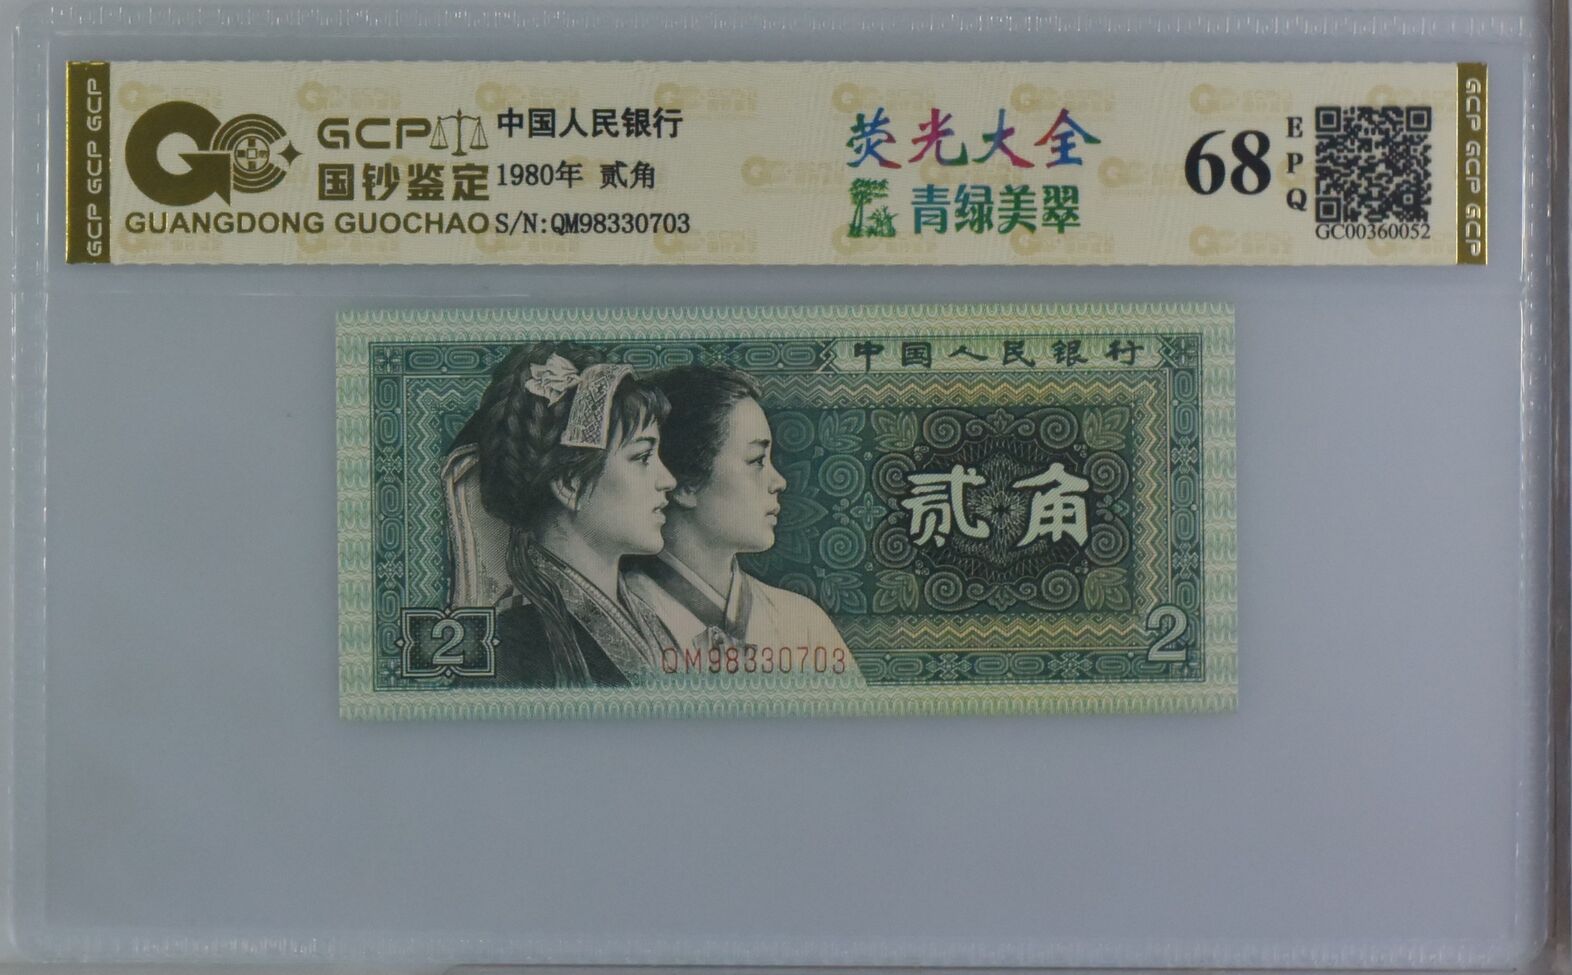 GCP GCP GCP
GCP
国钞鉴定
GUANGDONG GUOCHAO
中国人民银行
1980年 贰角
S/N:QM98330703
荧光大全
青绿美翠
68
EPQ
GC00360052
GCP GCP GCP
中国人民银行
贰角
2
2
QM98330703